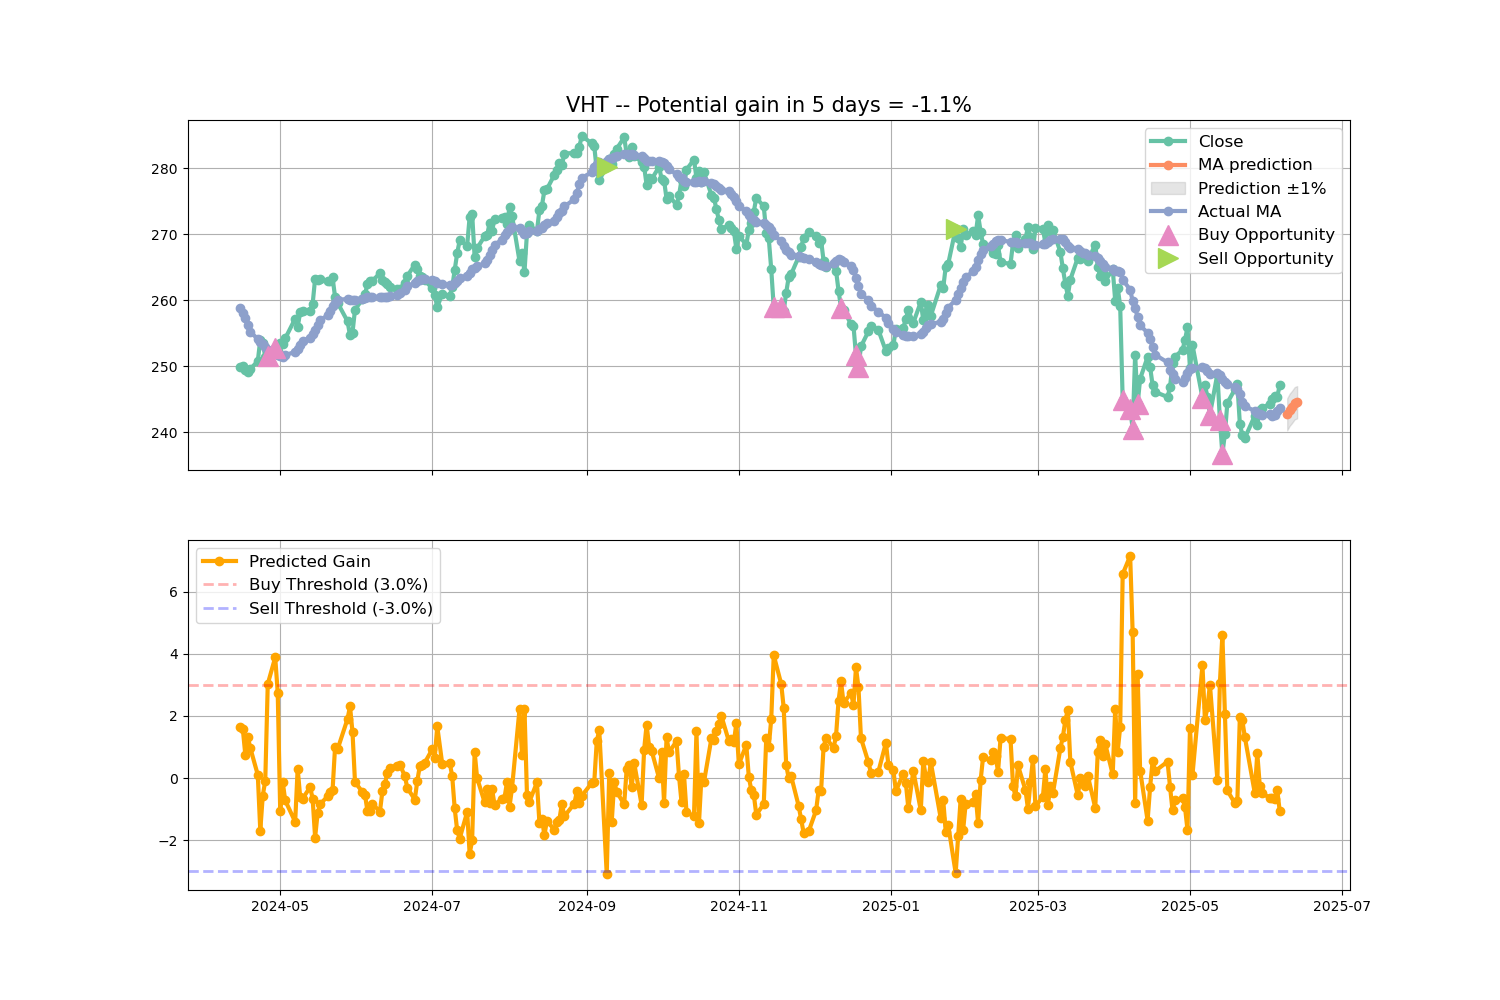 VHT -- Potential gain in 5 days = -1.1%
280
270
260
250
240
Close
MA prediction
Prediction ±1%
Actual MA
Buy Opportunity
Sell Opportunity
6
4
2
0
−2
Predicted Gain
Buy Threshold (3.0%)
Sell Threshold (-3.0%)
2024-05
2024-07
2024-09
2024-11
2025-01
2025-03
2025-05
2025-07